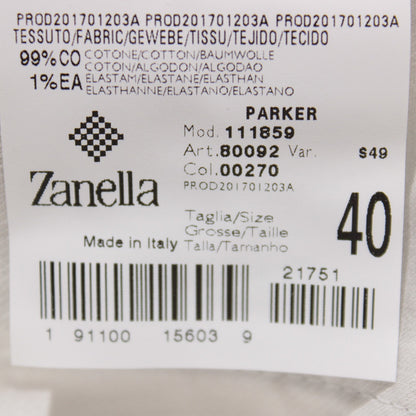 PROD201701203A PROD201701203A PROD201701203A
TESSUTO/FABRIC/GEWEBE/TISSU/TEJIDO/TECIDO
99%CO COTONE/COTTON/BAUMWOLLE
COTON/ALGODON/ALGODAO
1%EA ELASTAM/ELASTANE/ELASTHAN
ELASTHANNE/ELASTANO/ELASTANO
PARKER
Mod. 111859
Art. 80092 Var. S49
Col. 00270
PROD201701203A
Zanella
Taglia/Size
Grosse/Taille
Talla/Tamanho
40
Made in Italy
21751
1 91100 15603 9